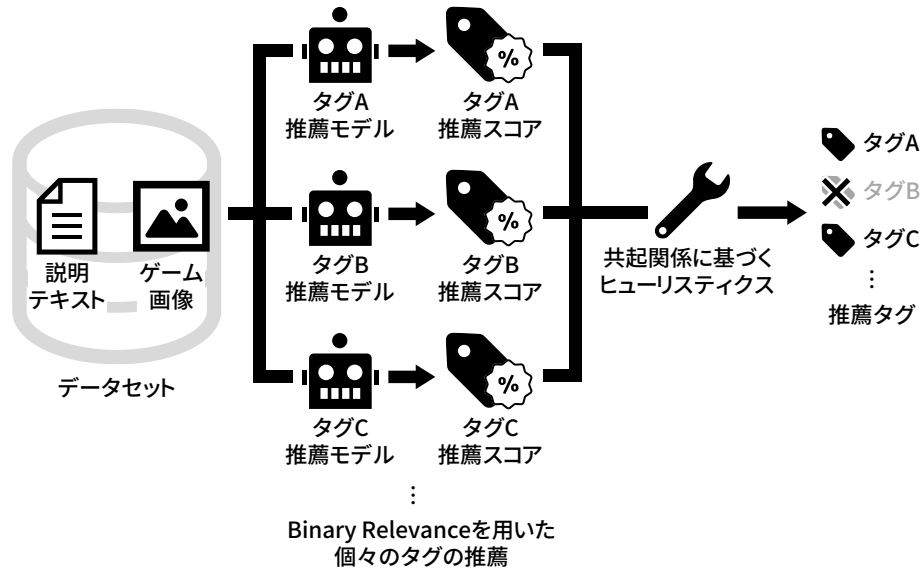 説明
テキスト
ゲーム
画像
データセット
タグA
推薦モデル
%
タグA
推薦スコア
タグB
推薦モデル
%
タグB
推薦スコア
タグC
推薦モデル
%
タグC
推薦スコア
⋮
Binary Relevanceを用いた
個々のタグの推薦
共起関係に基づく
ヒューリスティクス
タグA
タグB
タグC
⋮
推薦タグ